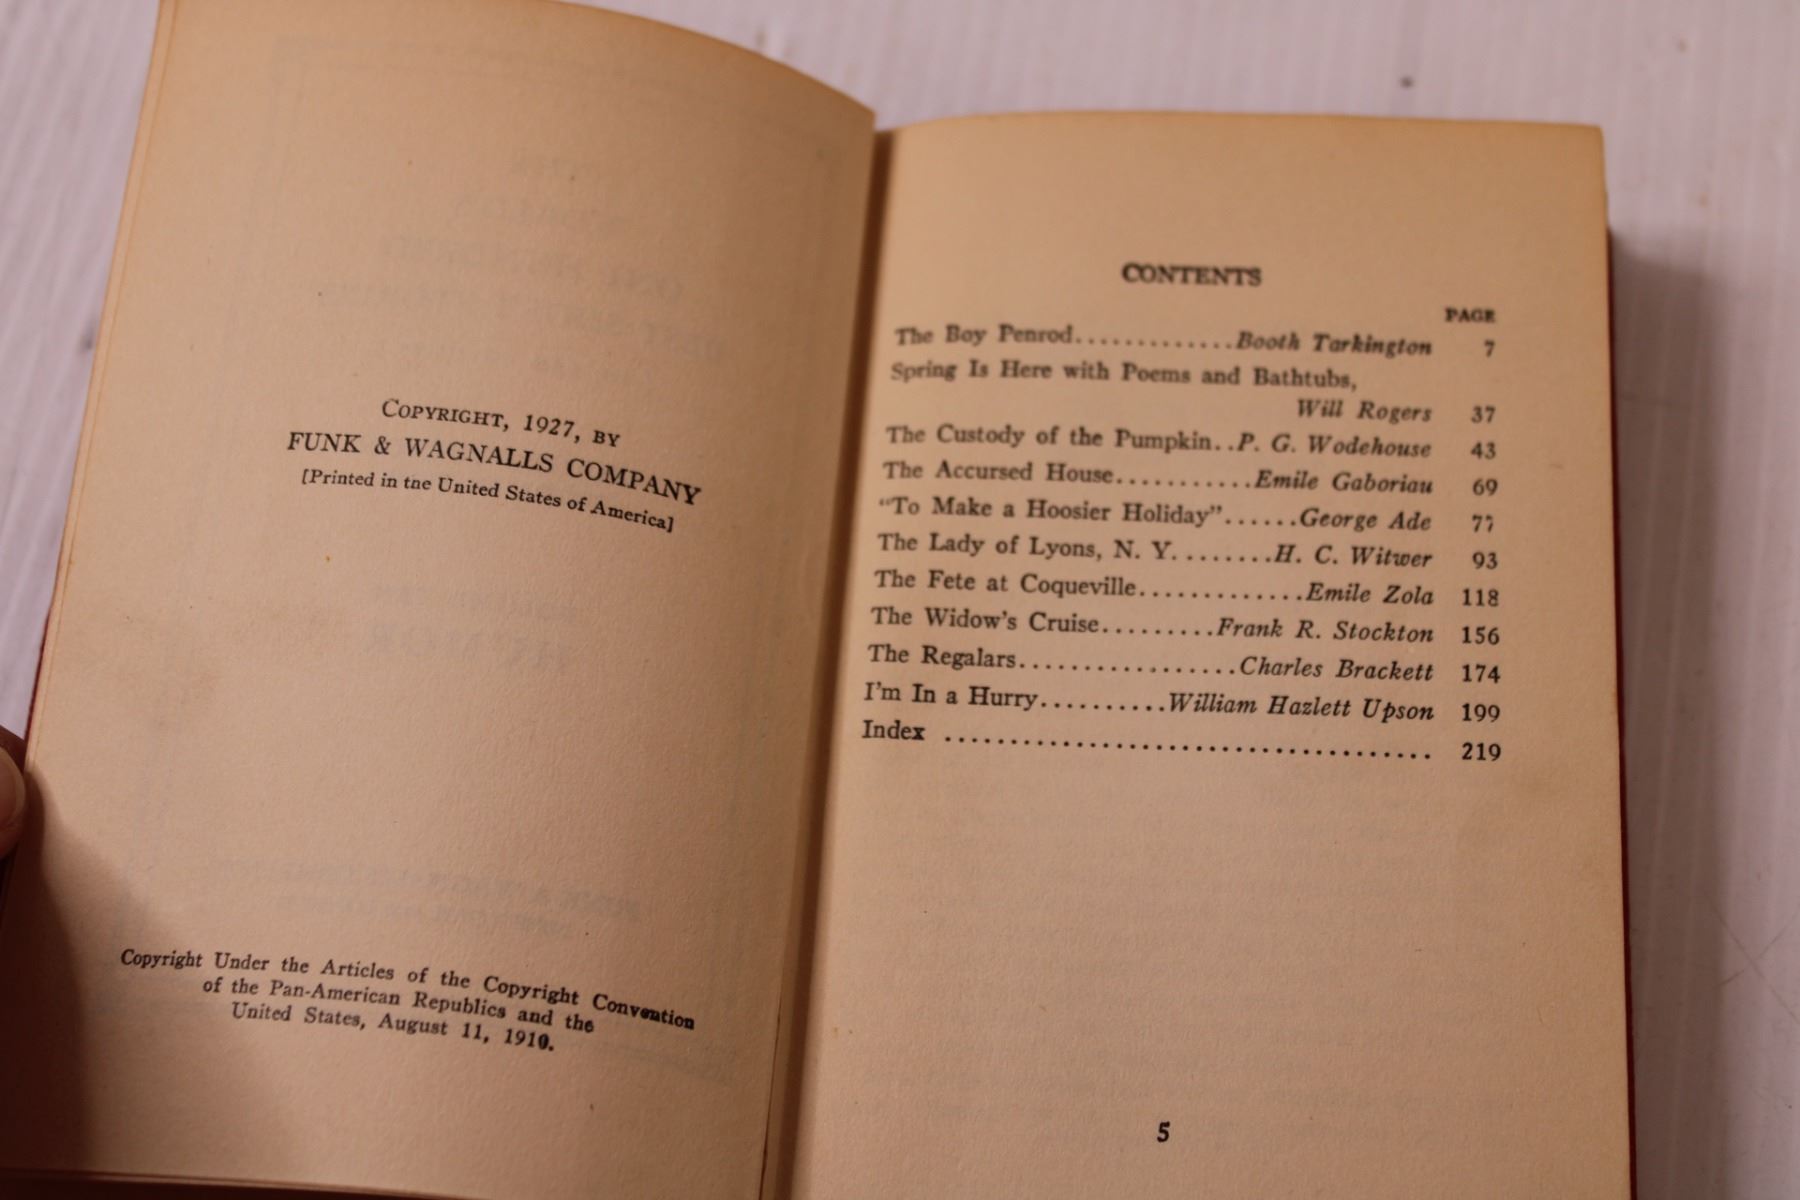 COPYRIGHT, 1927, BY
FUNK & WAGNALLS COMPANY
[Printed in tne United States of America]
Copyright Under the Articles of the Copyright Convention
of the Pan-American Republics and the
United States, August 11, 1910.
CONTENTS
PAGE
The Boy Penrod.............Booth Tarkington 7
Spring Is Here with Poems and Bathtubs,
Will Rogers 37
The Custody of the Pumpkin..P. G. Wodehouse 43
The Accursed House...........Emile Gaboriau 69
"To Make a Hoosier Holiday"......George Ade 77
The Lady of Lyons, N. Y........H. C. Witwer 93
The Fete at Coqueville.............Emile Zola 118
The Widow's Cruise.........Frank R. Stockton 156
The Regalars.................Charles Brackett 174
I'm In a Hurry..........William Hazlett Upson 199
Index ..................................... 219
5